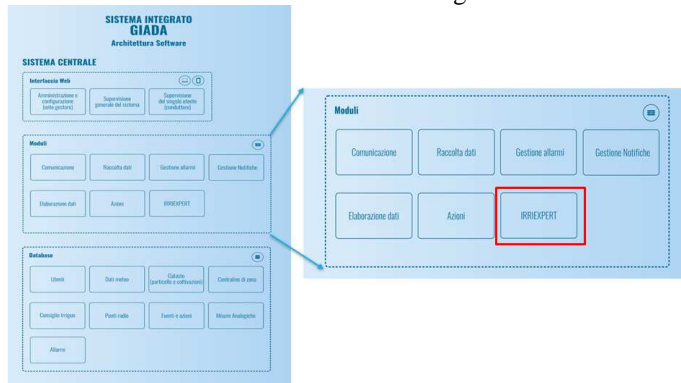 SISTEMA INTEGRATO
GIADA
Architettura Software
SISTEMA CENTRALE
Interfaccia Web
Amministrazione e
configurazione
(ente gestore)
Supervisione
generale del sistema
Supervisione
del singolo utente
(conduttore)
Moduli
Comunicazione
Raccolta dati
Gestione allarmi
Gestione Notifiche
Elaborazione dati
Azioni
IRRIEXPERT
Database
Utenti
Dati meteo
Catasto
(particelle e coltivazioni)
Centraline di zona
Consiglio Irriguo
Ponti radio
Eventi o azioni
Misure Analogiche
Allarmi
Moduli
Comunicazione
Raccolta dati
Gestione allarmi
Gestione Notifiche
Elaborazione dati
Azioni
IRRIEXPERT